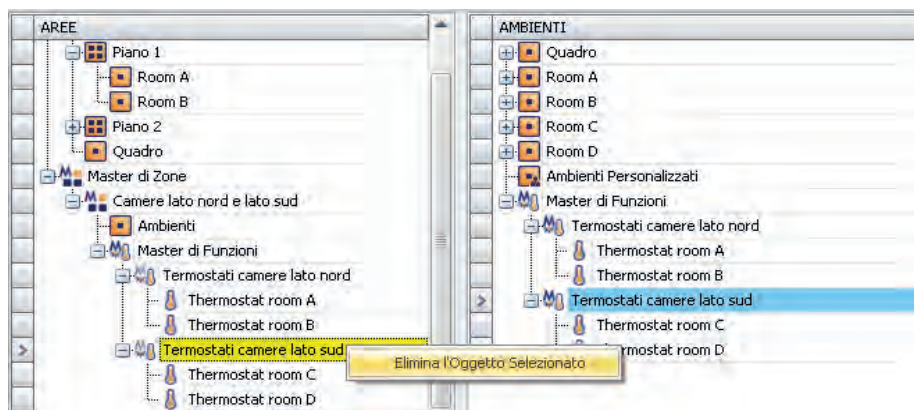 AREE
Piano 1
Room A
Room B
Piano 2
Quadro
Master di Zone
Camere lato nord e lato sud
Ambienti
Master di Funzioni
Termostati camere lato nord
Thermostat room A
Thermostat room B
Termostati camere lato sud
Thermostat room C
Thermostat room D
Elimina l'Oggetto Selezionato
AMBIENTI
Quadro
Room A
Room B
Room C
Room D
Ambienti Personalizzati
Master di Funzioni
Termostati camere lato nord
Thermostat room A
Thermostat room B
Termostati camere lato sud
Thermostat room C
rmostat room D